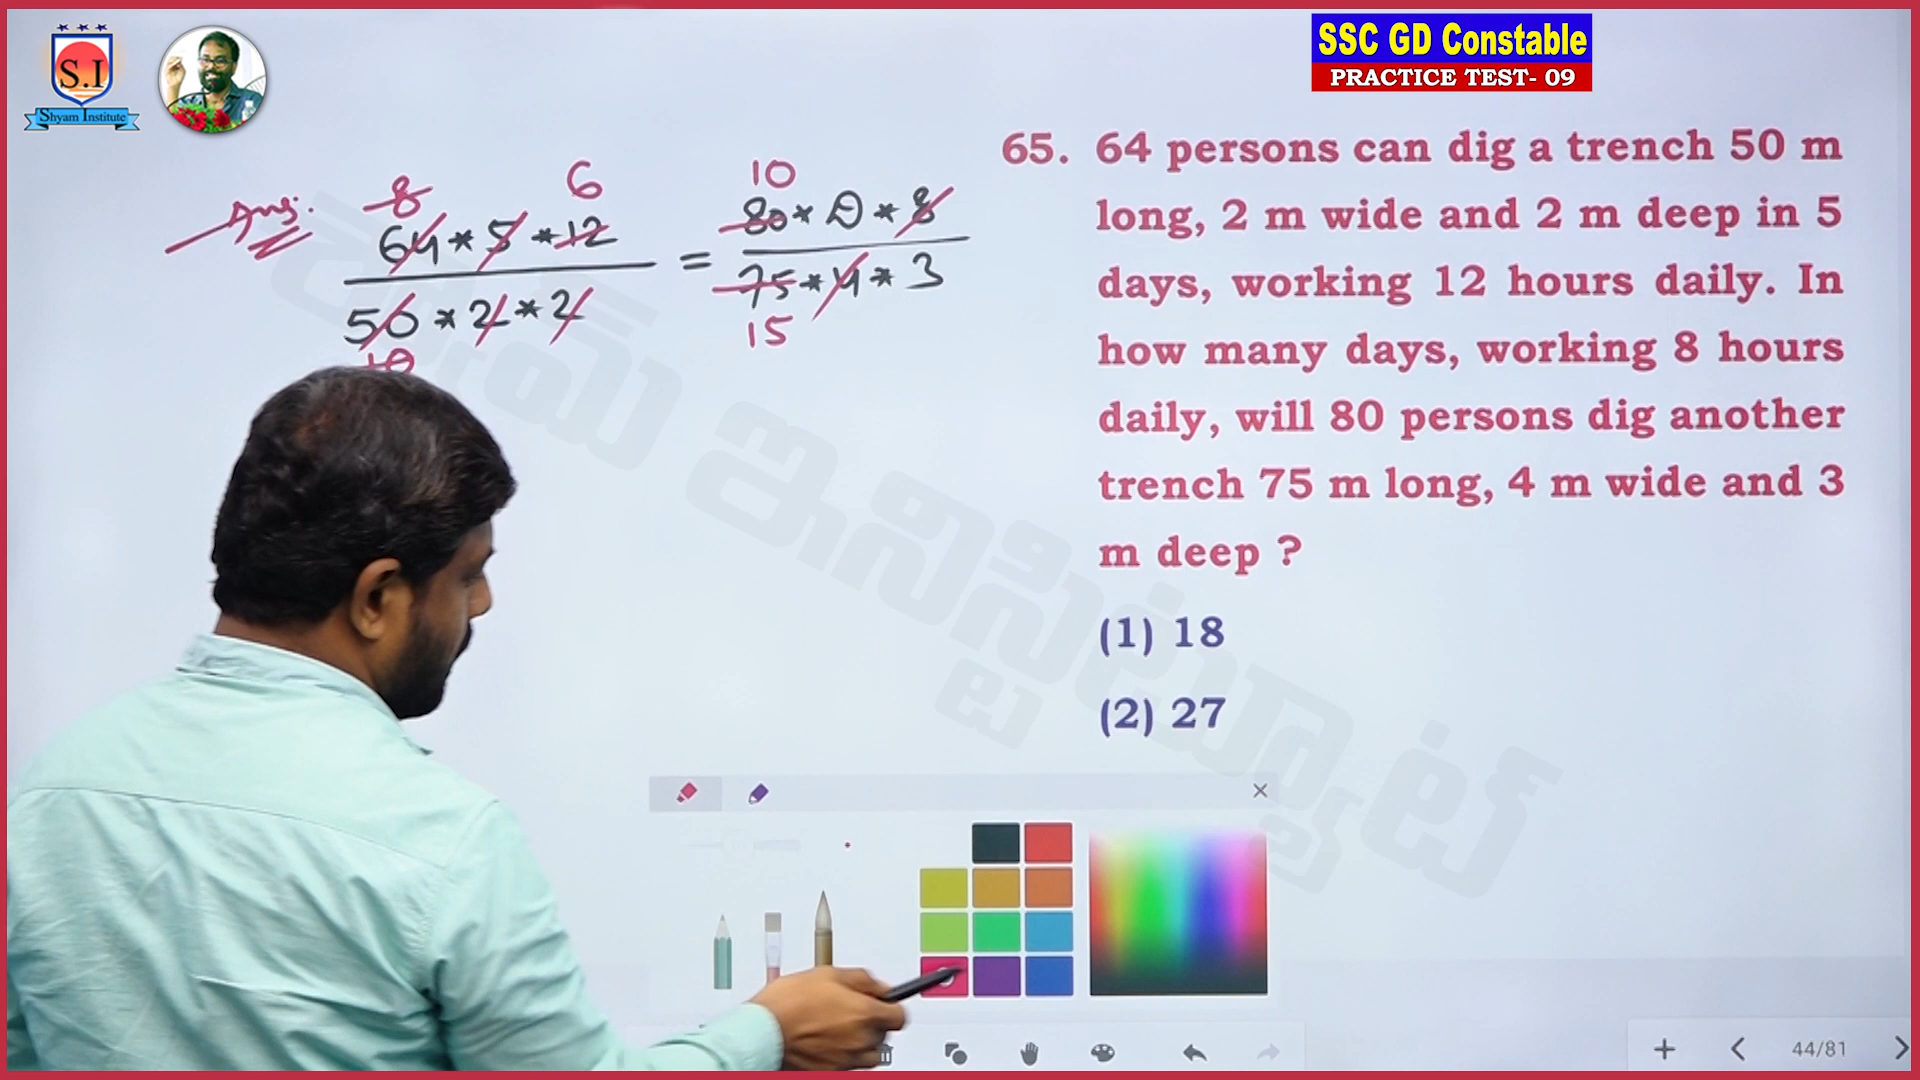 S.I
Shyam Institute
SSC GD Constable
PRACTICE TEST- 09
Ans.
8 6
64 * 5 * 12
50 * 2 * 2
10
=
10
80 * D * 8
75 * 4 * 3
15
65. 64 persons can dig a trench 50 m
long, 2 m wide and 2 m deep in 5
days, working 12 hours daily. In
how many days, working 8 hours
daily, will 80 persons dig another
trench 75 m long, 4 m wide and 3
m deep ?
(1) 18
(2) 27
44/81